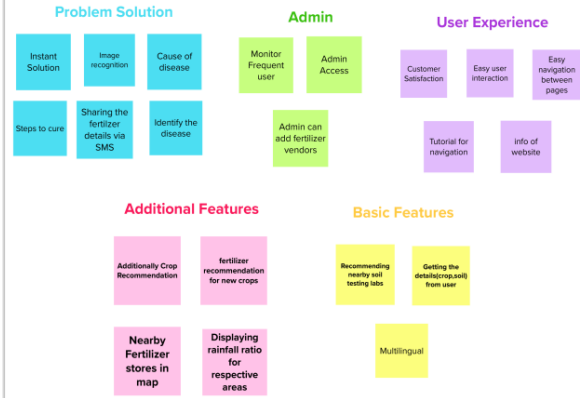 Problem Solution
Instant
Solution
Image
recognition
Cause of
disease
Steps to cure
Sharing the
fertilzer
details via
SMS
Identify the
disease
Admin
Monitor
Frequent
user
Admin
Access
Admin can
add fertilizer
vendors
User Experience
Customer
Satisfaction
Easy user
interaction
Easy
navigation
between
pages
Tutorial for
navigation
info of
website
Additional Features
Additionally Crop
Recommendation
fertilizer
recommendation
for new crops
Nearby
Fertilizer
stores in
map
Displaying
rainfall ratio
for
respective
areas
Basic Features
Recommending
nearby soil
testing labs
Getting the
details(crop,soil)
from user
Multilingual